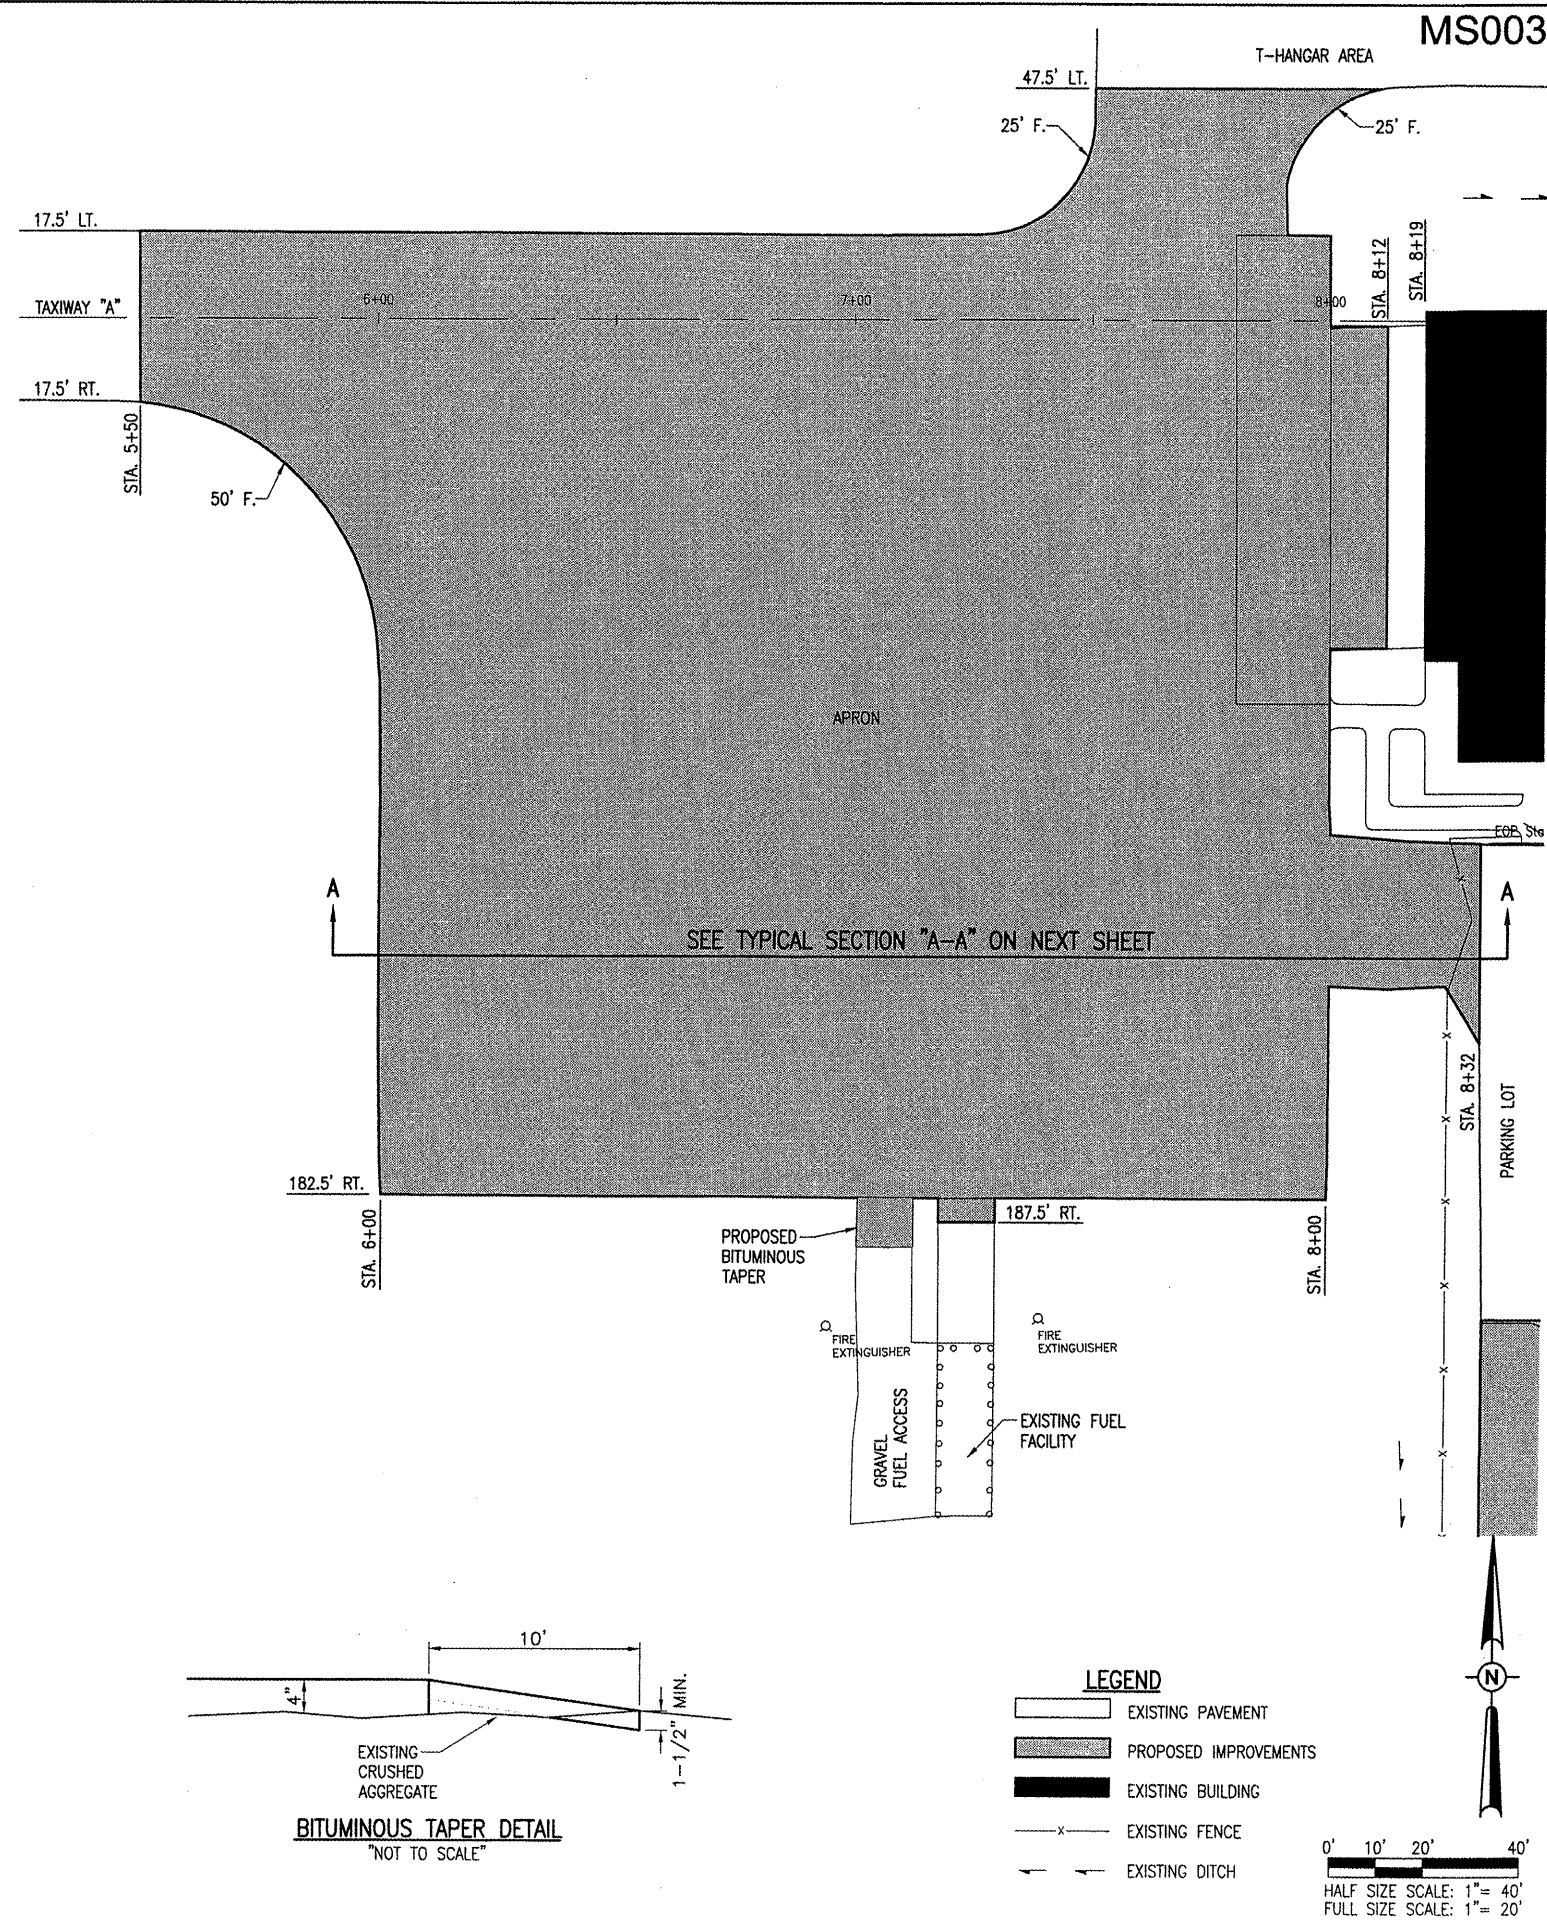 MS003
T-HANGAR AREA
47.5' LT.
25' F.
25' F.
17.5' LT.
STA. 8+12
STA. 8+19
TAXIWAY "A"
6+00
7+00
8+00
17.5' RT.
STA. 5+50
50' F.
APRON
EOP Sta
A
A
SEE TYPICAL SECTION "A-A" ON NEXT SHEET
STA. 8+32
PARKING LOT
182.5' RT.
STA. 6+00
187.5' RT.
PROPOSED
BITUMINOUS
TAPER
STA. 8+00
FIRE
EXTINGUISHER
FIRE
EXTINGUISHER
GRAVEL
FUEL ACCESS
EXISTING FUEL
FACILITY
x
x
x
x
x
x
x
x
10'
4"
1-1/2" MIN.
EXISTING
CRUSHED
AGGREGATE
BITUMINOUS TAPER DETAIL
"NOT TO SCALE"
N
LEGEND
EXISTING PAVEMENT
PROPOSED IMPROVEMENTS
EXISTING BUILDING
x EXISTING FENCE
EXISTING DITCH
0' 10' 20' 40'
HALF SIZE SCALE: 1"= 40'
FULL SIZE SCALE: 1"= 20'